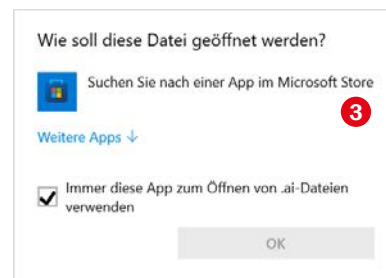 Wie soll diese Datei geöffnet werden?
Suchen Sie nach einer App im Microsoft Store
3
Weitere Apps ↓
Immer diese App zum Öffnen von .ai-Dateien
verwenden
OK